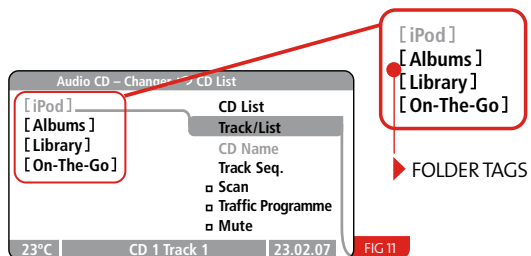 Audio CD – Changer /
CD List
[iPod]
[Albums]
[Library]
[On-The-Go]
CD List
Track/List
CD Name
Track Seq.
Scan
Traffic Programme
Mute
23°C
CD 1 Track 1
23.02.07
[iPod]
[Albums]
[Library]
[On-The-Go]
FOLDER TAGS
FIG 11